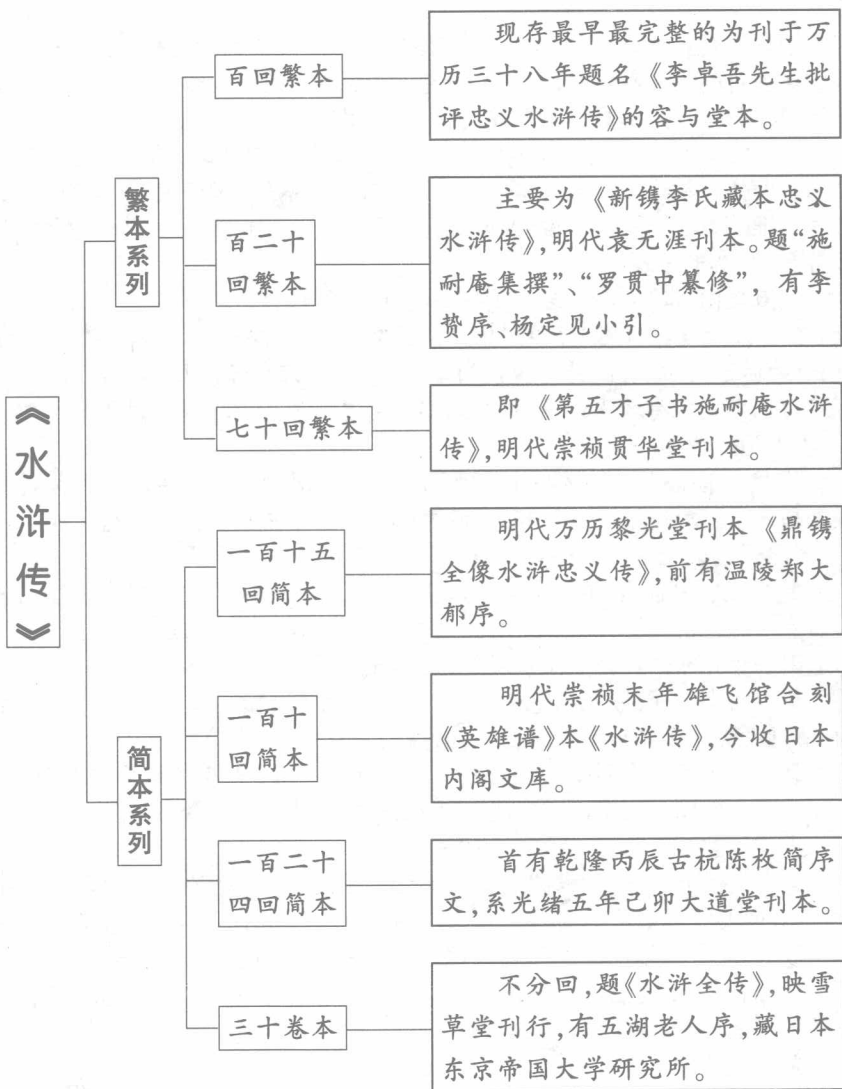 《水浒传》
繁本系列
百回繁本
现存最早最完整的为刊于万
历三十八年题名《李卓吾先生批
评忠义水浒传》的容与堂本。
百二十
回繁本
主要为《新镌李氏藏本忠义
水浒传》,明代袁无涯刊本。题“施
耐庵集撰”、“罗贯中纂修”，有李
贽序、杨定见小引。
七十回繁本
即《第五才子书施耐庵水浒
传》,明代崇祯贯华堂刊本。
简本系列
一百十五
回简本
明代万历黎光堂刊本《鼎镌
全像水浒忠义传》,前有温陵郑大
郁序。
一百十
回简本
明代崇祯末年雄飞馆合刻
《英雄谱》本《水浒传》,今收日本
内阁文库。
一百二十
四回简本
首有乾隆丙辰古杭陈枚简序
文,系光绪五年己卯大道堂刊本。
三十卷本
不分回,题《水浒全传》,映雪
草堂刊行,有五湖老人序,藏日本
东京帝国大学研究所。